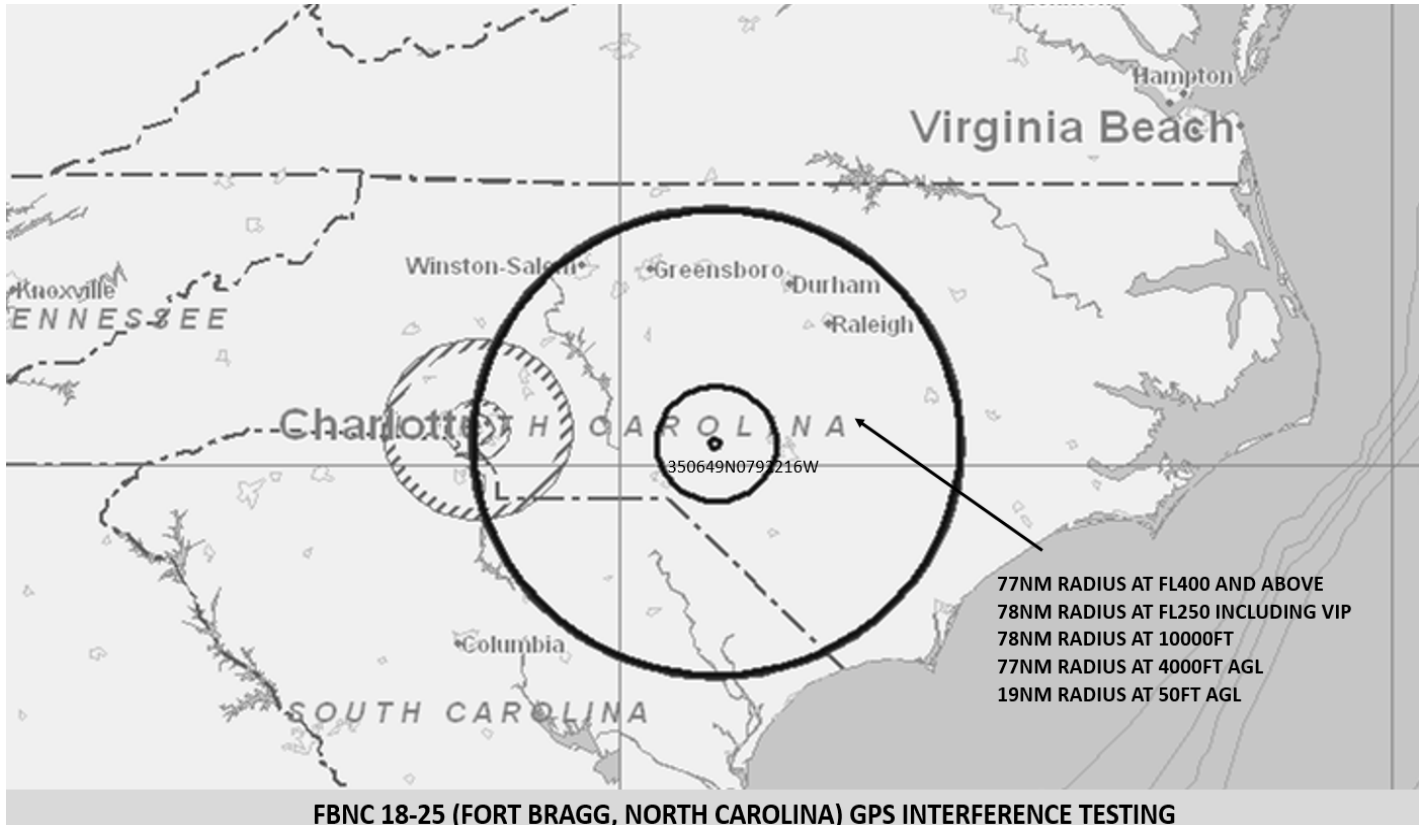 Hampton
Virginia Beach
Winston-Salem
Greensboro
Durham
Knoxville
ENNESSEE
Raleigh
Charlotte
TH CAROLINA
350649N0793216W
77NM RADIUS AT FL400 AND ABOVE
78NM RADIUS AT FL250 INCLUDING VIP
78NM RADIUS AT 10000FT
77NM RADIUS AT 4000FT AGL
19NM RADIUS AT 50FT AGL
Columbia
SOUTH CAROLINA
FBNC 18-25 (FORT BRAGG, NORTH CAROLINA) GPS INTERFERENCE TESTING